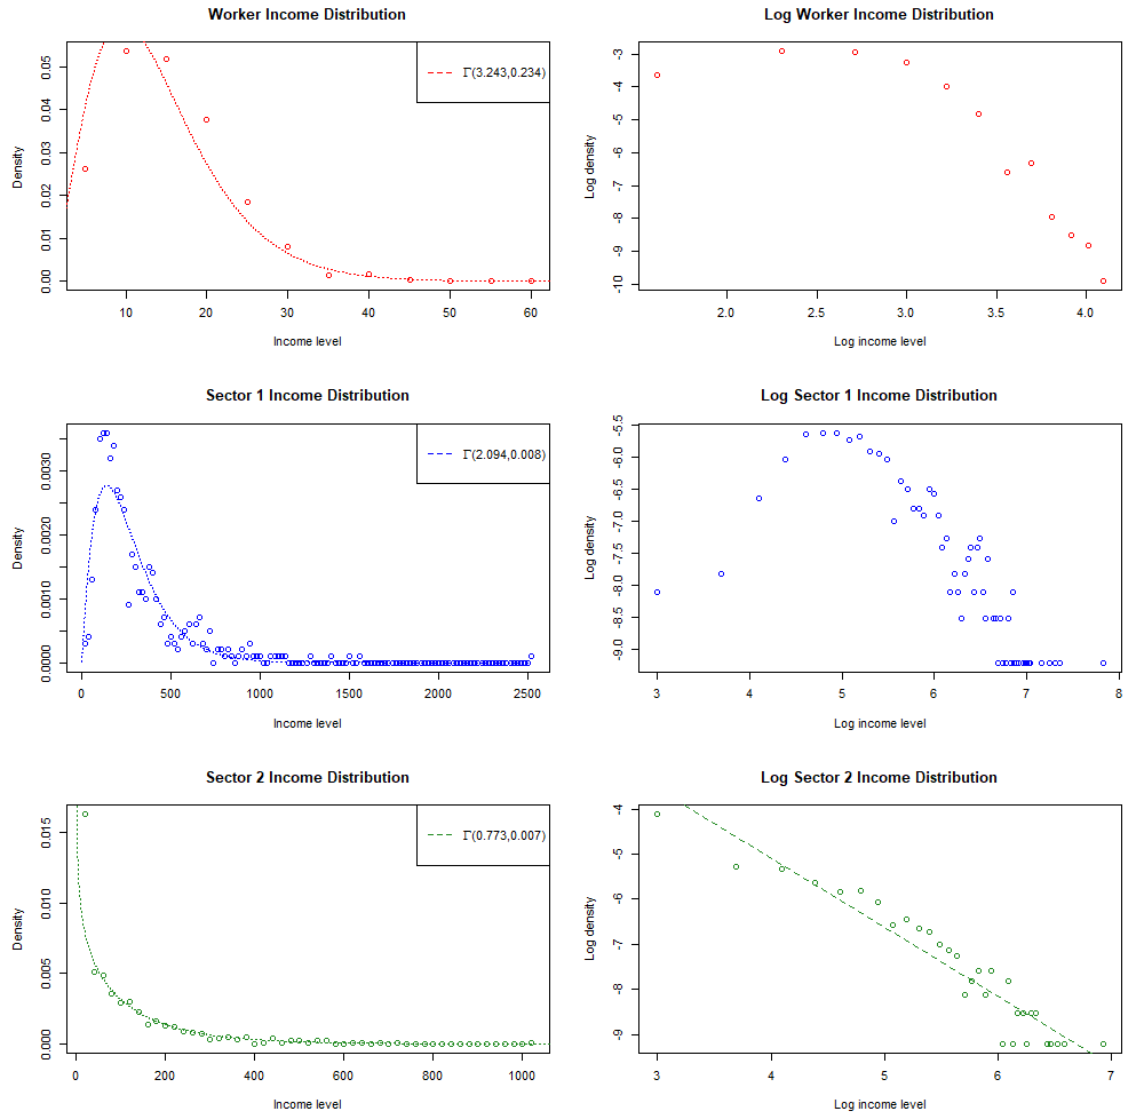 Worker Income Distribution
Density
0.00 0.01 0.02 0.03 0.04 0.05
Γ(3.243,0.234)
10 20 30 40 50 60
Income level
Log Worker Income Distribution
Log density
-10 -9 -8 -7 -6 -5 -4 -3
2.0 2.5 3.0 3.5 4.0
Log income level
Sector 1 Income Distribution
Density
0.0000 0.0010 0.0020 0.0030
Γ(2.094,0.008)
0 500 1000 1500 2000 2500
Income level
Log Sector 1 Income Distribution
Log density
-9.0 -8.5 -8.0 -7.5 -7.0 -6.5 -6.0 -5.5
3 4 5 6 7 8
Log income level
Sector 2 Income Distribution
Density
0.000 0.005 0.010 0.015
Γ(0.773,0.007)
0 200 400 600 800 1000
Income level
Log Sector 2 Income Distribution
Log density
-9 -8 -7 -6 -5 -4
3 4 5 6 7
Log income level